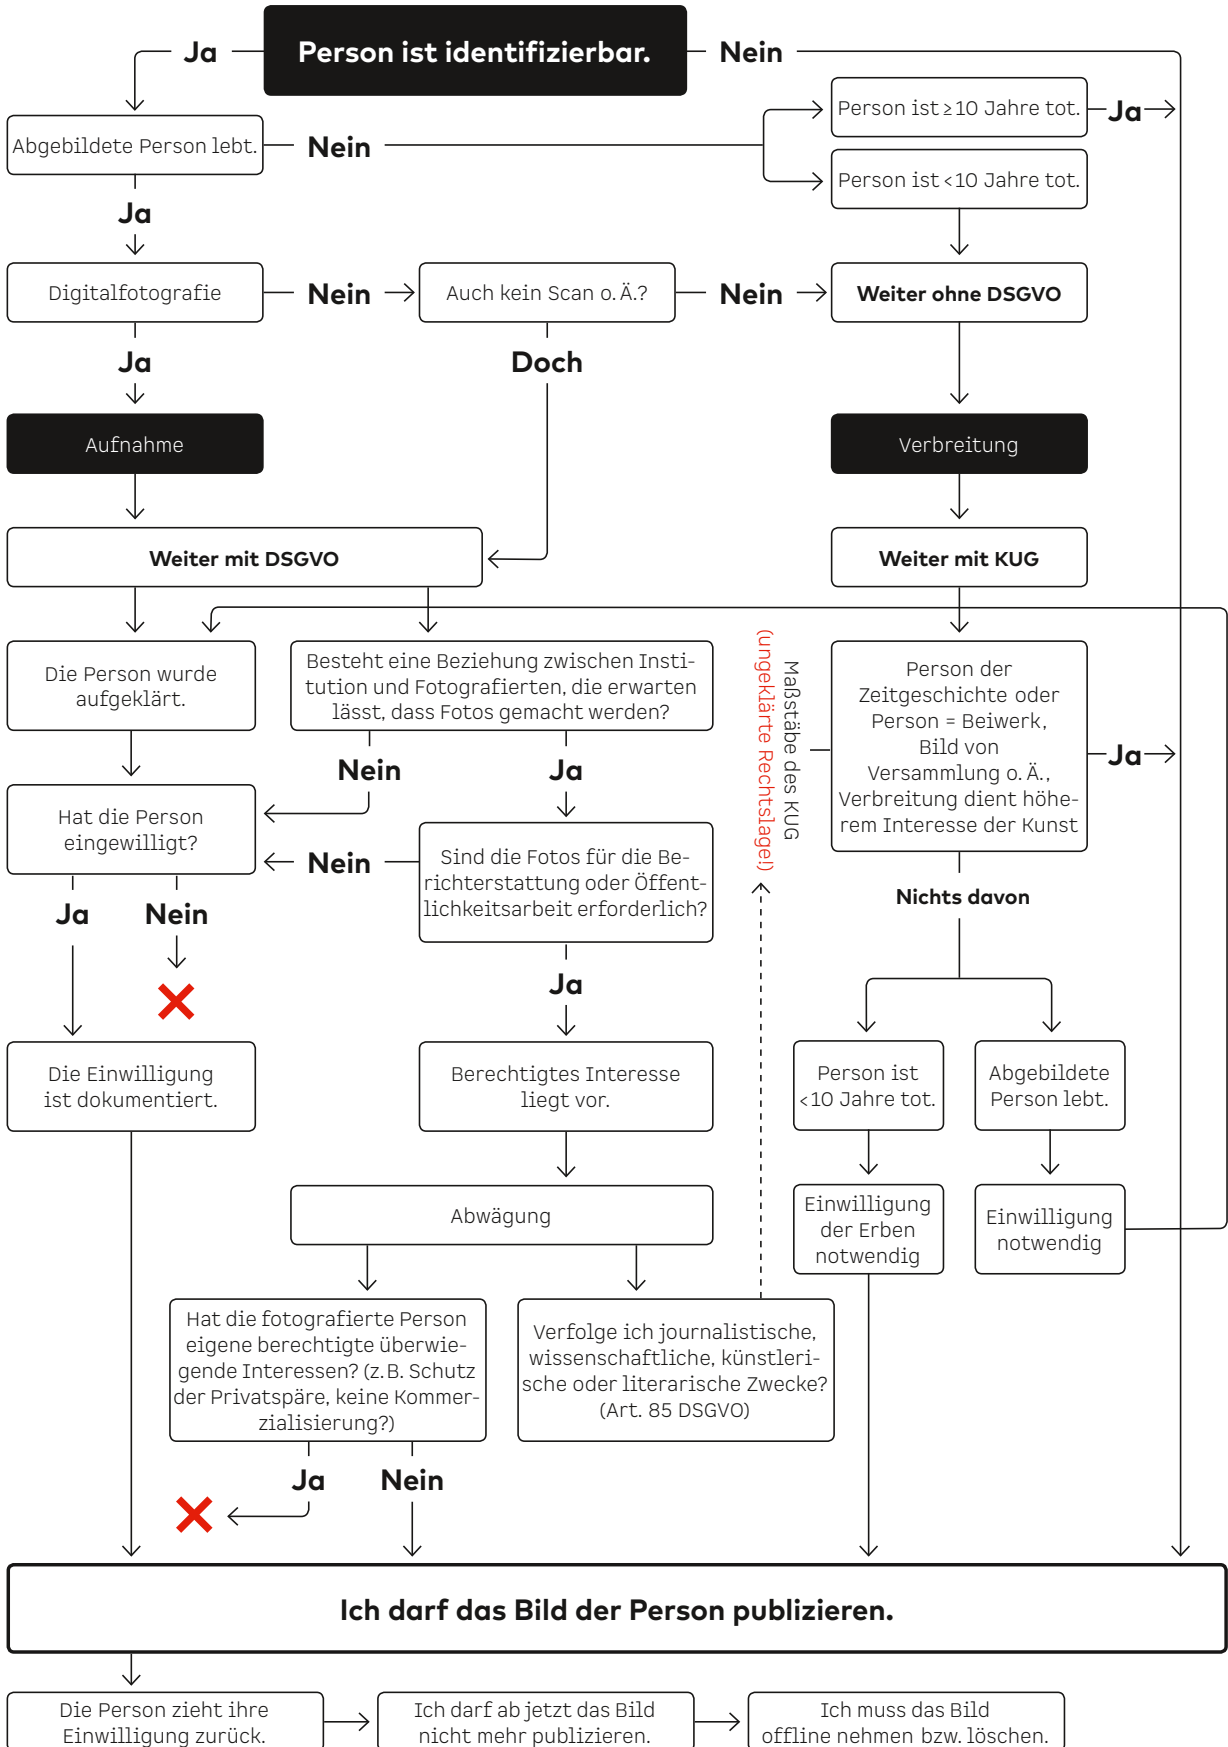 Ja
Person ist identifizierbar.
Nein
Abgebildete Person lebt.
Nein
Person ist ≥10 Jahre tot.
Ja
Person ist <10 Jahre tot.
Ja
Digitalfotografie
Nein
Auch kein Scan o. Ä.?
Nein
Weiter ohne DSGVO
Ja
Doch
Aufnahme
Verbreitung
Weiter mit DSGVO
Weiter mit KUG
Die Person wurde
aufgeklärt.
Besteht eine Beziehung zwischen Insti-
tution und Fotografierten, die erwarten
lässt, dass Fotos gemacht werden?
Maßstäbe des KUG
(ungeklärte Rechtslage!)
Person der
Zeitgeschichte oder
Person = Beiwerk,
Bild von
Versammlung o. Ä.,
Verbreitung dient höhe-
rem Interesse der Kunst
Ja
Nein
Ja
Hat die Person
eingewilligt?
Nein
Sind die Fotos für die Be-
richterstattung oder Öffent-
lichkeitsarbeit erforderlich?
Nichts davon
Ja
Nein
Ja
Die Einwilligung
ist dokumentiert.
Berechtigtes Interesse
liegt vor.
Person ist
<10 Jahre tot.
Abgebildete
Person lebt.
Abwägung
Einwilligung
der Erben
notwendig
Einwilligung
notwendig
Hat die fotografierte Person
eigene berechtigte überwie-
gende Interessen? (z. B. Schutz
der Privatspäre, keine Kommer-
zialisierung?)
Verfolge ich journalistische,
wissenschaftliche, künstleri-
sche oder literarische Zwecke?
(Art. 85 DSGVO)
Ja
Nein
Ich darf das Bild der Person publizieren.
Die Person zieht ihre
Einwilligung zurück.
Ich darf ab jetzt das Bild
nicht mehr publizieren.
Ich muss das Bild
offline nehmen bzw. löschen.